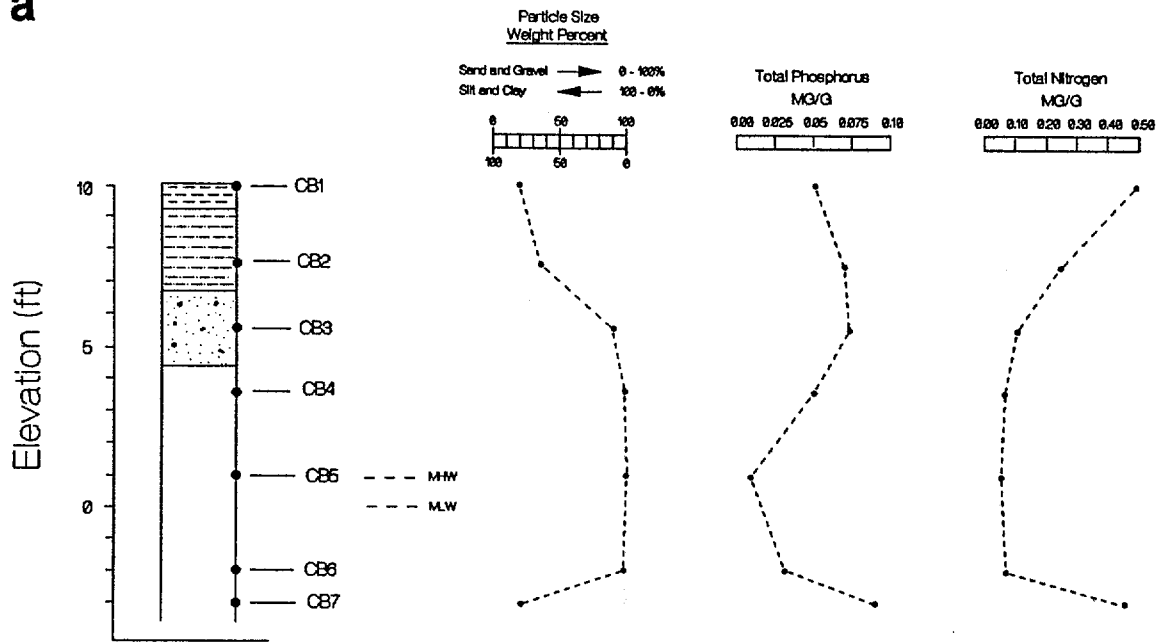 a
Particle Size
Weight Percent
Sand and Gravel 0 - 100%
Silt and Clay 100 - 0%
0 50 100
100 50 0
Total Phosphorus
MG/G
0.00 0.025 0.05 0.075 0.10
Total Nitrogen
MG/G
0.00 0.10 0.20 0.30 0.40 0.50
Elevation (ft)
10
5
0
CB1
CB2
CB3
CB4
CB5
MHW
MLW
CB6
CB7